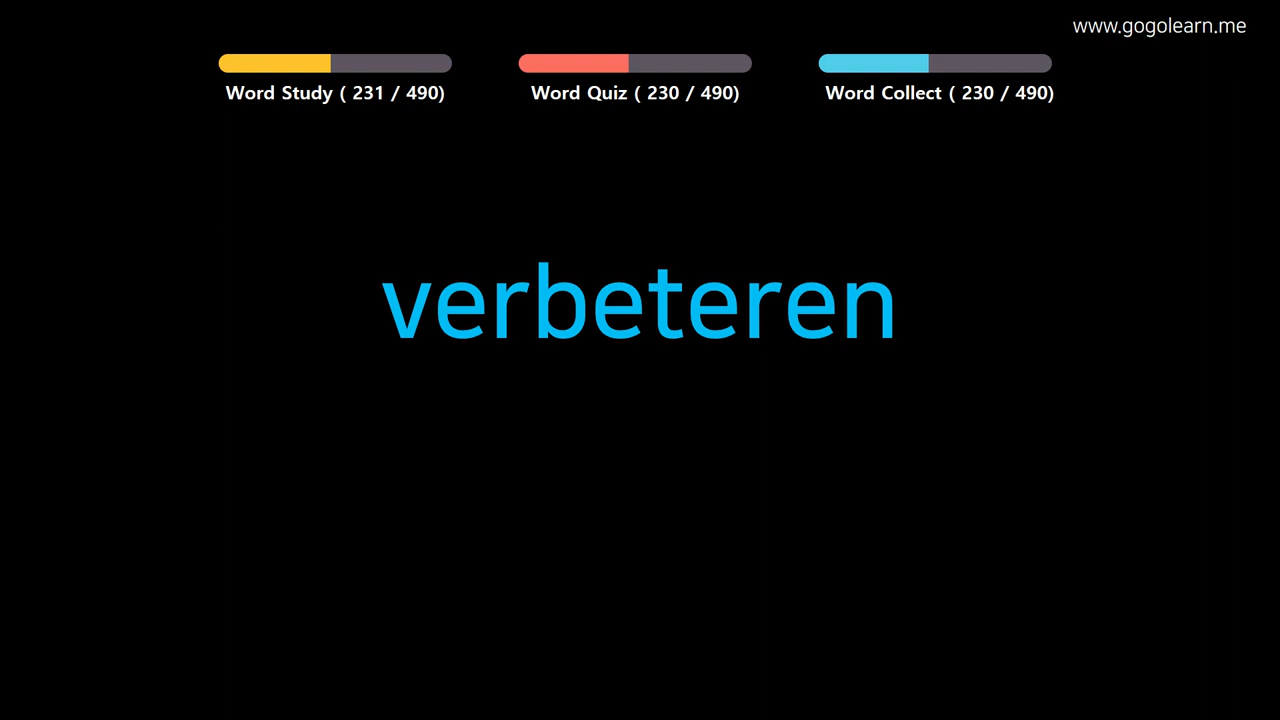 www.gogolearn.me
Word Study ( 231 / 490)
Word Quiz ( 230 / 490)
Word Collect ( 230 / 490)
verbeteren